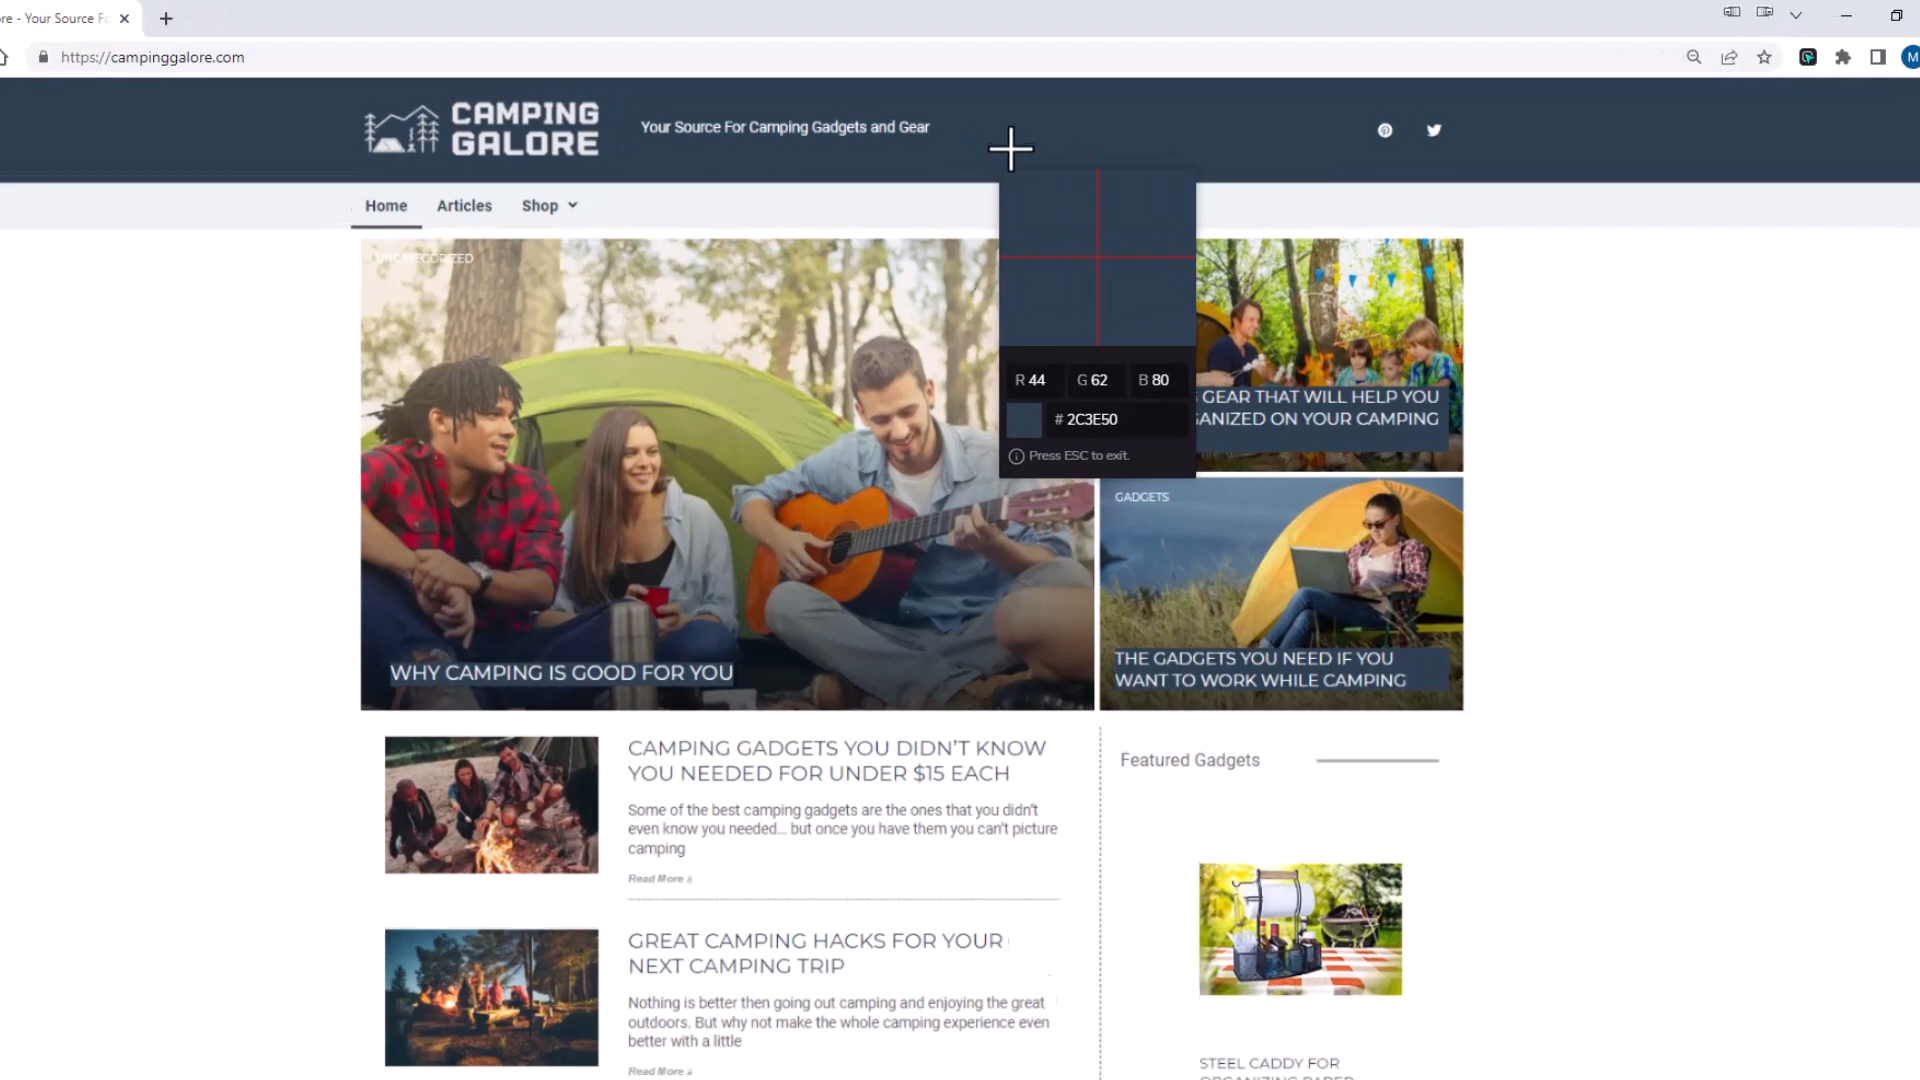 re - Your Source Fo
https://campinggalore.com
M
CAMPING
GALORE
Your Source For Camping Gadgets and Gear
Home Articles Shop
UNCATEGORIZED
R 44 G 62 B 80
# 2C3E50
Press ESC to exit.
GEAR THAT WILL HELP YOU
GANIZED ON YOUR CAMPING
WHY CAMPING IS GOOD FOR YOU
GADGETS
THE GADGETS YOU NEED IF YOU
WANT TO WORK WHILE CAMPING
CAMPING GADGETS YOU DIDN'T KNOW
YOU NEEDED FOR UNDER $15 EACH
Some of the best camping gadgets are the ones that you didn't
even know you needed... but once you have them you can't picture
camping
Read More
GREAT CAMPING HACKS FOR YOUR
NEXT CAMPING TRIP
Nothing is better then going out camping and enjoying the great
outdoors. But why not make the whole camping experience even
better with a little
Read More
Featured Gadgets
STEEL CADDY FOR
ORGANIZING PAPER